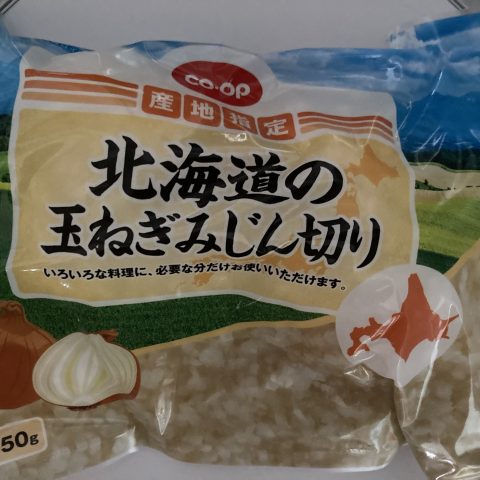 CO·OP
産地指定
北海道の
玉ねぎみじん切り
いろいろな料理に、必要な分だけお使いいただけます。
50g